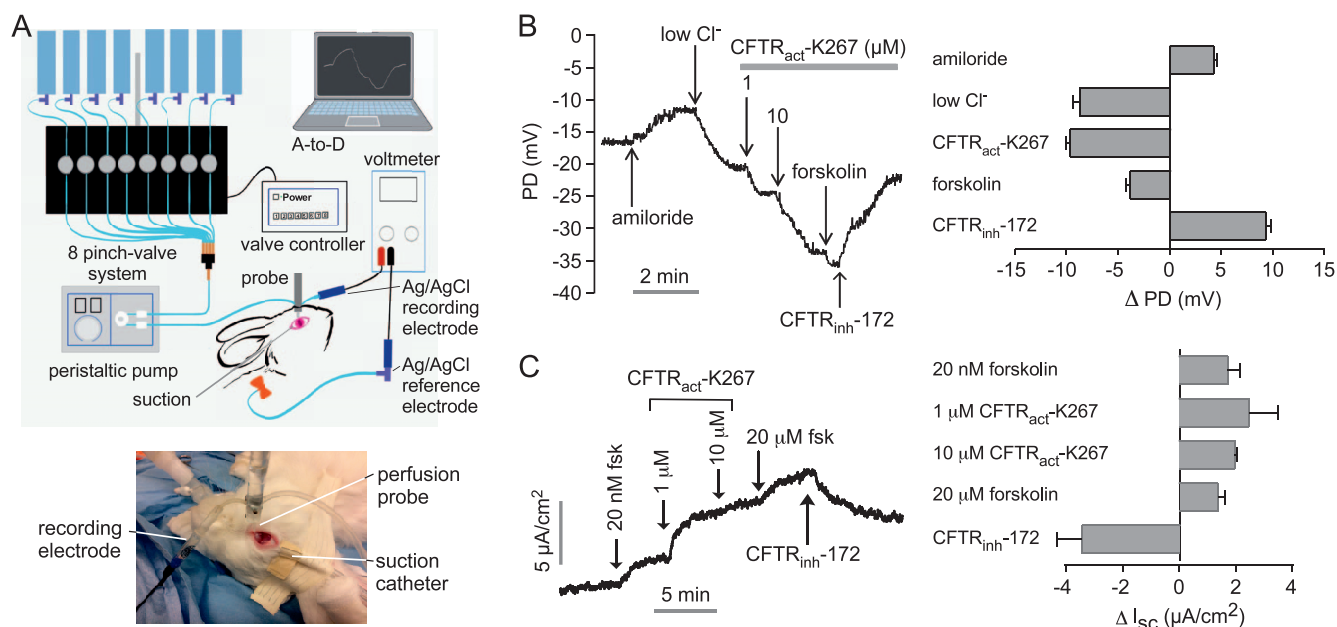 A
A-to-D
voltmeter
Power
valve controller
8 pinch-valve
system
probe
Ag/AgCl
recording
electrode
peristaltic pump
suction
Ag/AgCl
reference
electrode
perfusion
probe
recording
electrode
suction
catheter
B
low Cl⁻
CFTRact-K267 (μM)
1
10
forskolin
amiloride
CFTRinh-172
2 min
PD (mV)
0
-5
-10
-15
-20
-25
-30
-35
-40
amiloride
low Cl⁻
CFTRact-K267
forskolin
CFTRinh-172
-15 -10 -5 0 5 10 15
Δ PD (mV)
C
CFTRact-K267
20 nM fsk
1 μM
10 μM
20 μM fsk
CFTRinh-172
5 μA/cm²
5 min
20 nM forskolin
1 μM CFTRact-K267
10 μM CFTRact-K267
20 μM forskolin
CFTRinh-172
-4 -2 0 2 4
Δ ISC (μA/cm²)